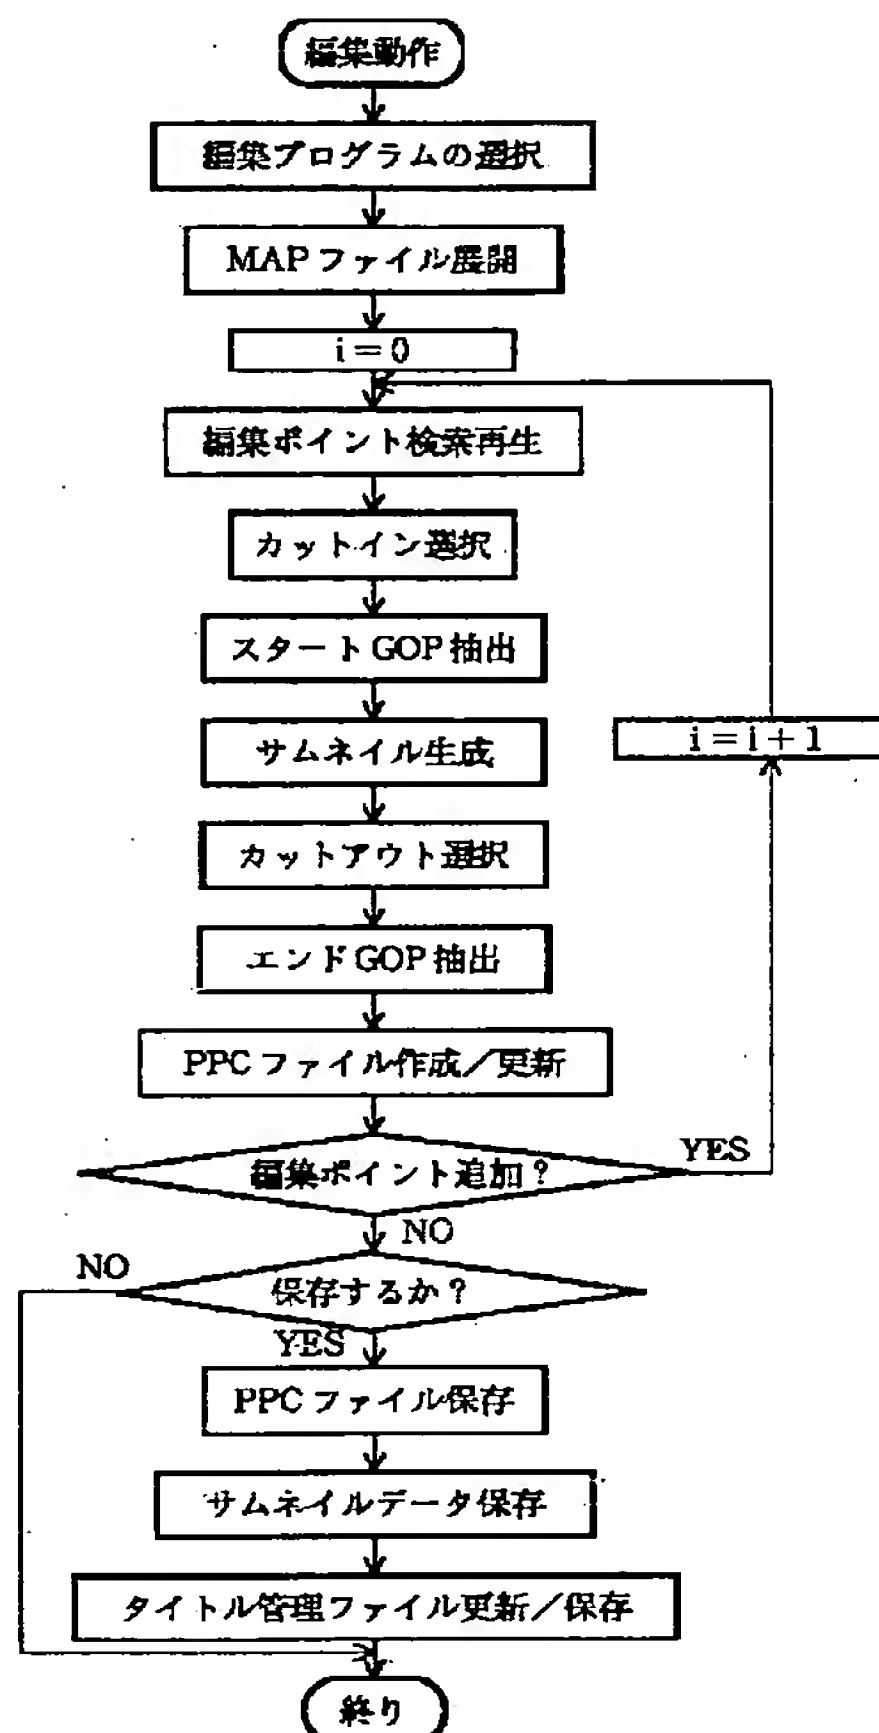 編集動作
編集プログラムの選択
MAPファイル展開
i=0
編集ポイント検索再生
カットイン選択
スタートGOP抽出
サムネイル生成
i=i+1
カットアウト選択
エンドGOP抽出
PPCファイル作成/更新
編集ポイント追加?
YES
NO
保存するか?
NO
YES
PPCファイル保存
サムネイルデータ保存
タイトル管理ファイル更新/保存
終り